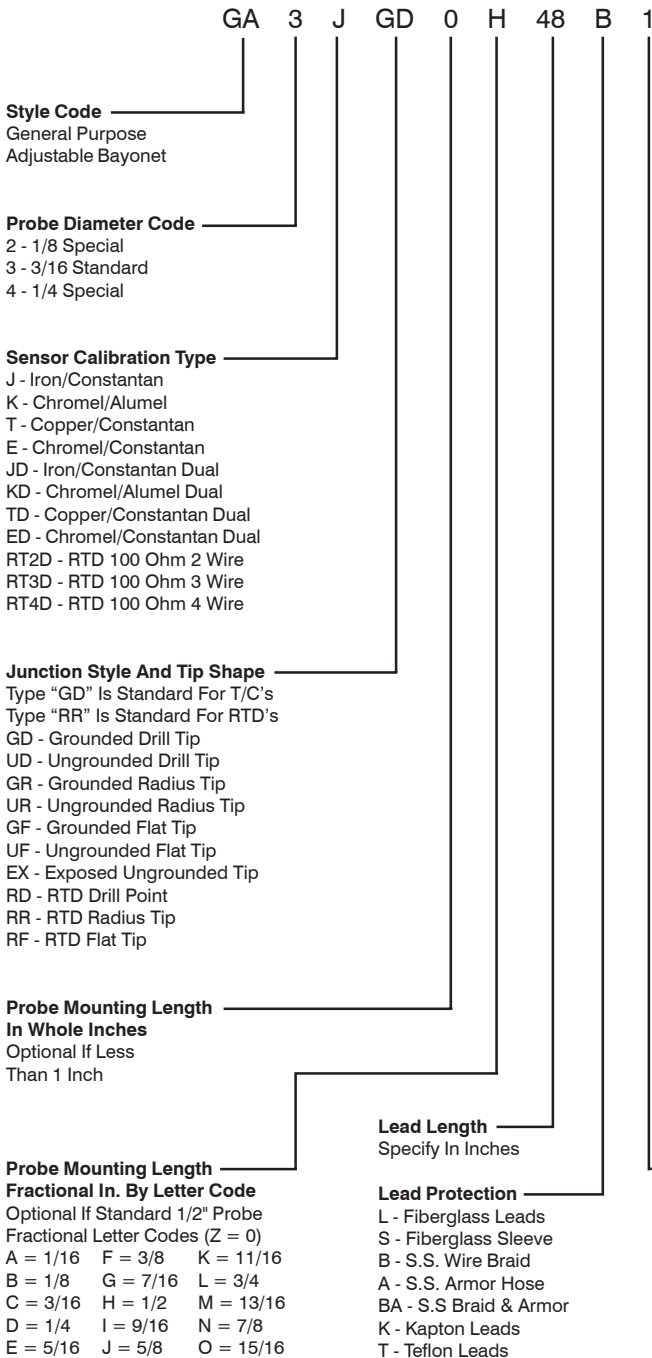 GA 3 J GD 0 H 48 B 1
Style Code
General Purpose
Adjustable Bayonet
Probe Diameter Code
2 - 1/8 Special
3 - 3/16 Standard
4 - 1/4 Special
Sensor Calibration Type
J - Iron/Constantan
K - Chromel/Alumel
T - Copper/Constantan
E - Chromel/Constantan
JD - Iron/Constantan Dual
KD - Chromel/Alumel Dual
TD - Copper/Constantan Dual
ED - Chromel/Constantan Dual
RT2D - RTD 100 Ohm 2 Wire
RT3D - RTD 100 Ohm 3 Wire
RT4D - RTD 100 Ohm 4 Wire
Junction Style And Tip Shape
Type “GD” Is Standard For T/C's
Type “RR” Is Standard For RTD's
GD - Grounded Drill Tip
UD - Ungrounded Drill Tip
GR - Grounded Radius Tip
UR - Ungrounded Radius Tip
GF - Grounded Flat Tip
UF - Ungrounded Flat Tip
EX - Exposed Ungrounded Tip
RD - RTD Drill Point
RR - RTD Radius Tip
RF - RTD Flat Tip
Probe Mounting Length
In Whole Inches
Optional If Less
Than 1 Inch
Probe Mounting Length
Fractional In. By Letter Code
Optional If Standard 1/2" Probe
Fractional Letter Codes (Z = 0)
A = 1/16 F = 3/8 K = 11/16
B = 1/8 G = 7/16 L = 3/4
C = 3/16 H = 1/2 M = 13/16
D = 1/4 I = 9/16 N = 7/8
E = 5/16 J = 5/8 O = 15/16
Lead Length
Specify In Inches
Lead Protection
L - Fiberglass Leads
S - Fiberglass Sleeve
B - S.S. Wire Braid
A - S.S. Armor Hose
BA - S.S Braid & Armor
K - Kapton Leads
T - Teflon Leads